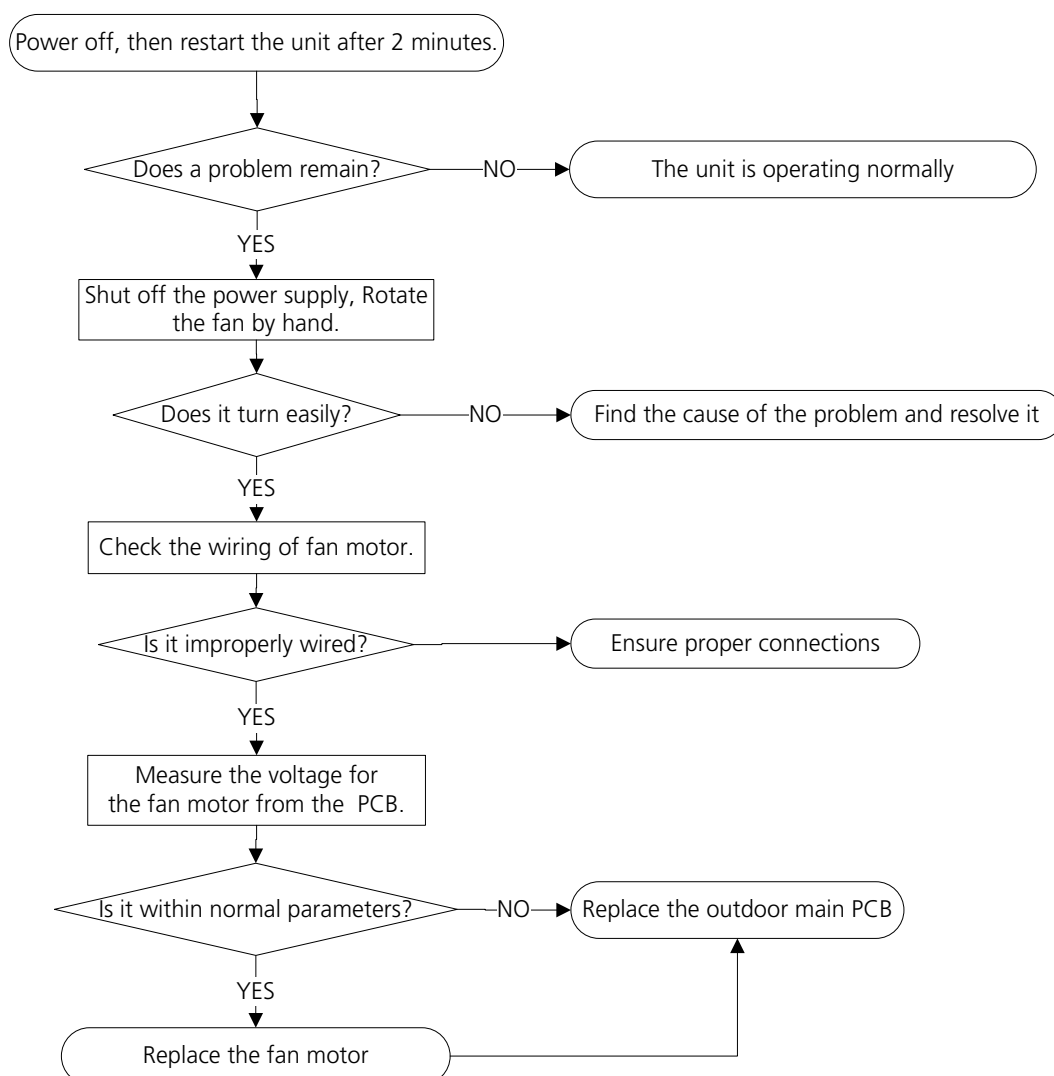 Power off, then restart the unit after 2 minutes.
Does a problem remain?
NO
The unit is operating normally
YES
Shut off the power supply, Rotate
the fan by hand.
Does it turn easily?
NO
Find the cause of the problem and resolve it
YES
Check the wiring of fan motor.
Is it improperly wired?
Ensure proper connections
YES
Measure the voltage for
the fan motor from the PCB.
Is it within normal parameters?
NO
Replace the outdoor main PCB
YES
Replace the fan motor